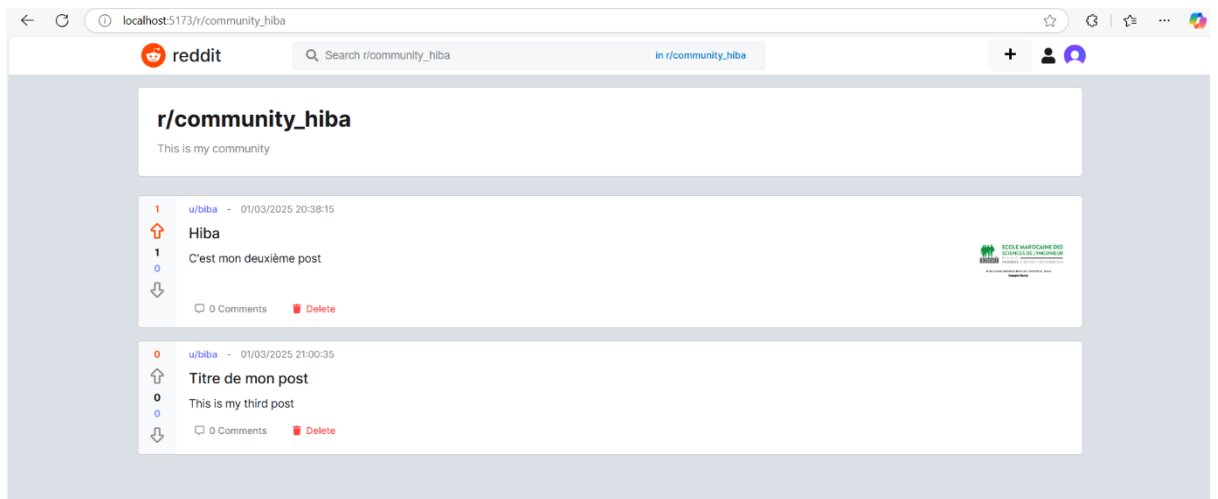 localhost:5173/r/community_hiba
reddit
Search r/community_hiba
in r/community_hiba
r/community_hiba
This is my community
1
u/biba - 01/03/2025 20:38:15
Hiba
1
C'est mon deuxième post
0
ECOLE MAROCAINE DES
SCIENCES DE L'INGENIEUR
0 Comments
Delete
0
u/biba - 01/03/2025 21:00:35
Titre de mon post
0
This is my third post
0
0 Comments
Delete